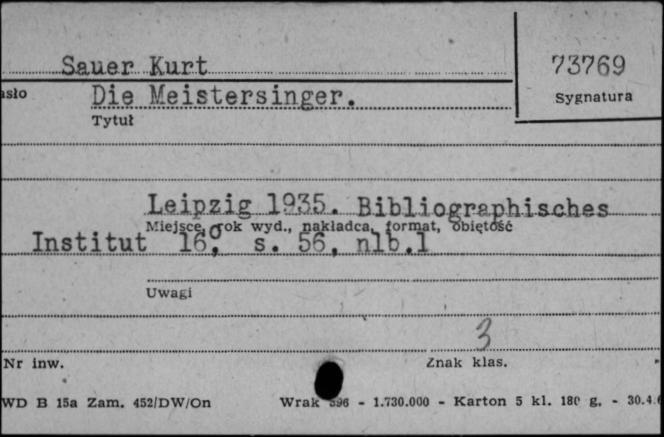 Sauer Kurt
73769
Sygnatura
asło
Die Meistersinger.
Tytuł
Leipzig 1935. Bibliographisches
Miejsce, rok wyd., nakładca, format, objętość
Institut 16°, s. 56, nlb.1
Uwagi
3
Nr inw.
Znak klas.
WD B 15a Zam. 452/DW/On
Wrak 396 - 1.730.000 - Karton 5 kl. 180 g. - 30.4.6